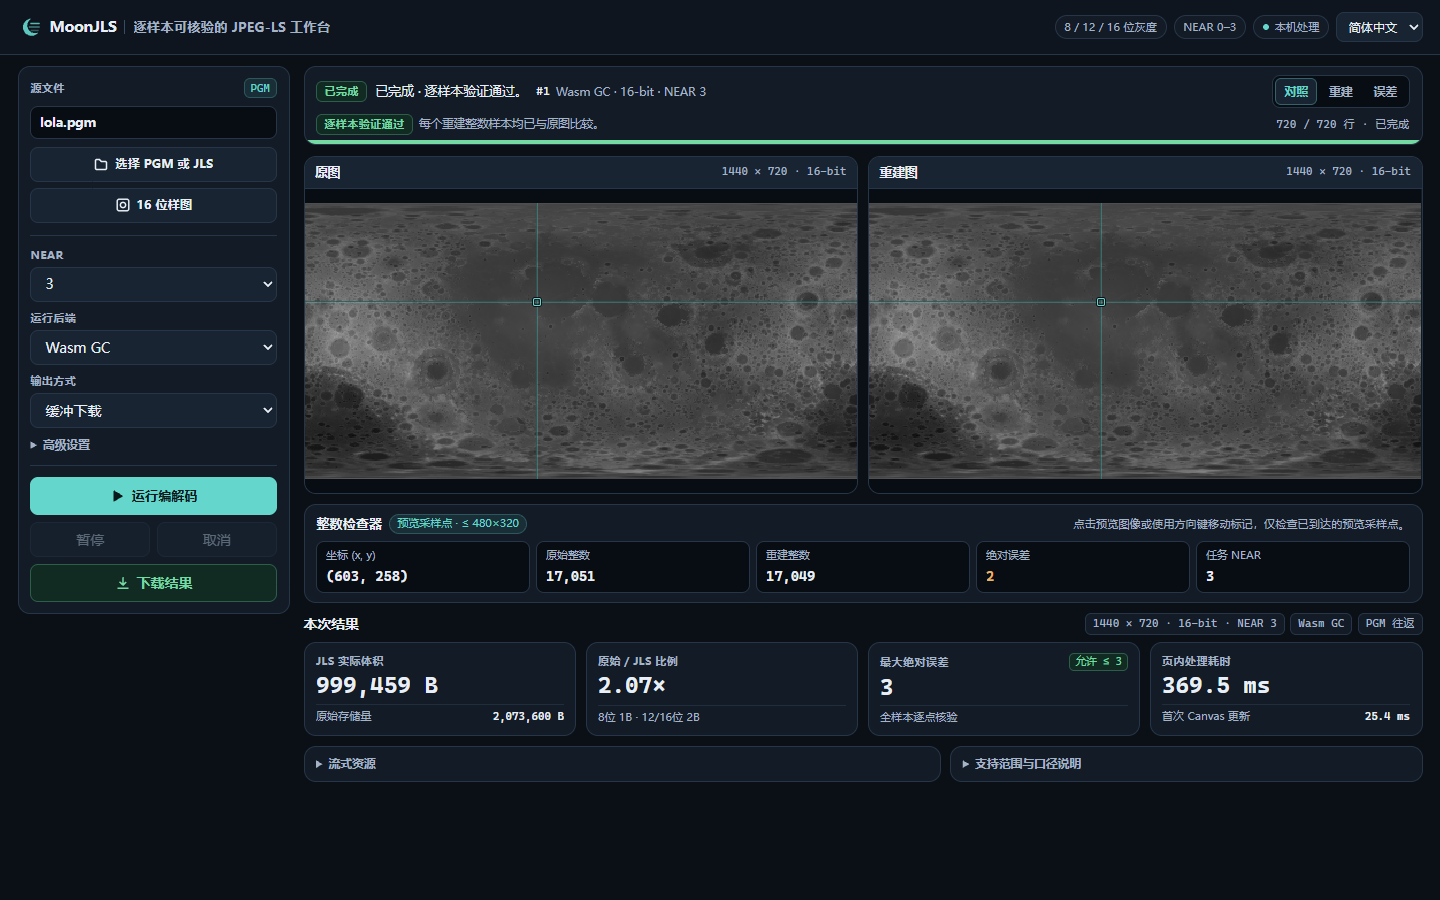 MoonJLS 逐样本可核验的 JPEG-LS 工作台
8 / 12 / 16 位灰度 NEAR 0–3 本机处理 简体中文
源文件 PGM
lola.pgm
选择 PGM 或 JLS
16 位样图
NEAR
3
运行后端
Wasm GC
输出方式
缓冲下载
高级设置
运行编解码
暂停 取消
下载结果
已完成 已完成 · 逐样本验证通过。 #1 Wasm GC · 16-bit · NEAR 3
对照 重建 误差
逐样本验证通过 每个重建整数样本均已与原图比较。
720 / 720 行 · 已完成
原图 1440 × 720 · 16-bit
重建图 1440 × 720 · 16-bit
整数检查器 预览采样点 · ≤ 480×320
点击预览图像或使用方向键移动标记，仅检查已到达的预览采样点。
坐标 (x, y)
(603, 258)
原始整数
17,051
重建整数
17,049
绝对误差
2
任务 NEAR
3
本次结果
1440 × 720 · 16-bit · NEAR 3 Wasm GC PGM 往返
JLS 实际体积
999,459 B
原始存储量 2,073,600 B
原始 / JLS 比例
2.07×
8位 1B · 12/16位 2B
最大绝对误差 允许 ≤ 3
3
全样本逐点核验
页内处理耗时
369.5 ms
首次 Canvas 更新 25.4 ms
流式资源
支持范围与口径说明